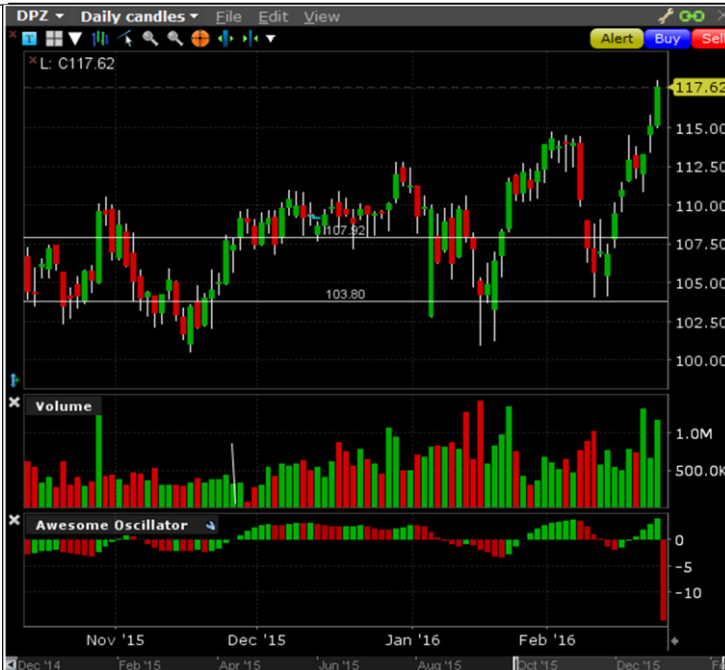 DPZ Daily candles File Edit View
T Alert Buy Sell
L: C117.62
117.62
115.00
112.50
110.00
107.92
107.50
105.00
103.80
102.50
100.00
Volume
1.0M
500.0K
Awesome Oscillator
0
-5
-10
Nov '15 Dec '15 Jan '16 Feb '16
Dec '14 Feb '15 Apr '15 Jun '15 Aug '15 Oct '15 Dec '15